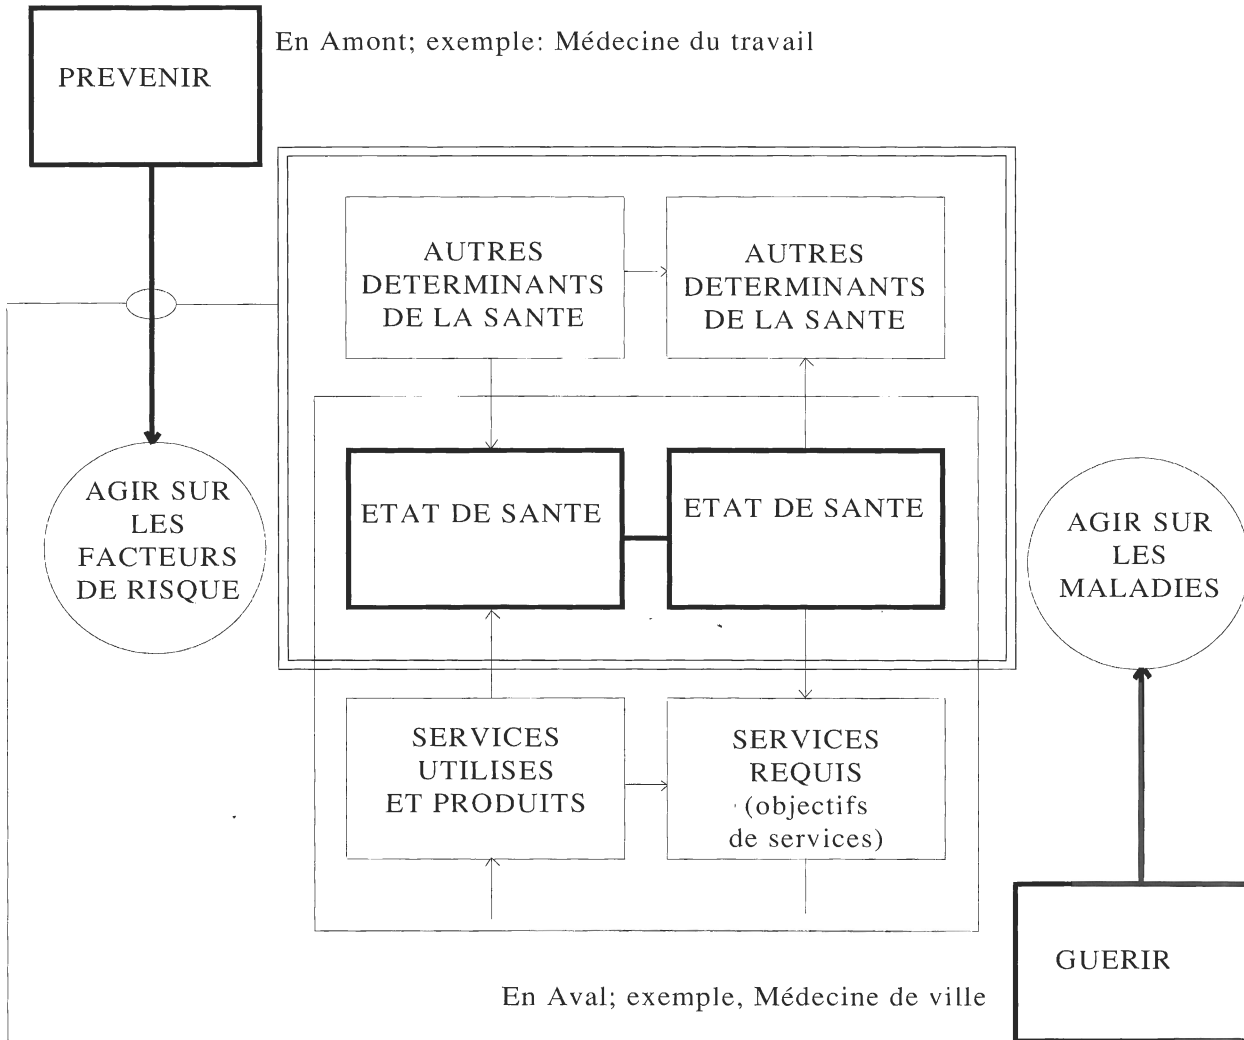 En Amont; exemple: Médecine du travail
PREVENIR
AUTRES
DETERMINANTS
DE LA SANTE
AUTRES
DETERMINANTS
DE LA SANTE
AGIR SUR
LES
FACTEURS
DE RISQUE
ETAT DE SANTE
ETAT DE SANTE
AGIR SUR
LES
MALADIES
SERVICES
UTILISES
ET PRODUITS
SERVICES
REQUIS
(objectifs
de services)
GUERIR
En Aval; exemple, Médecine de ville